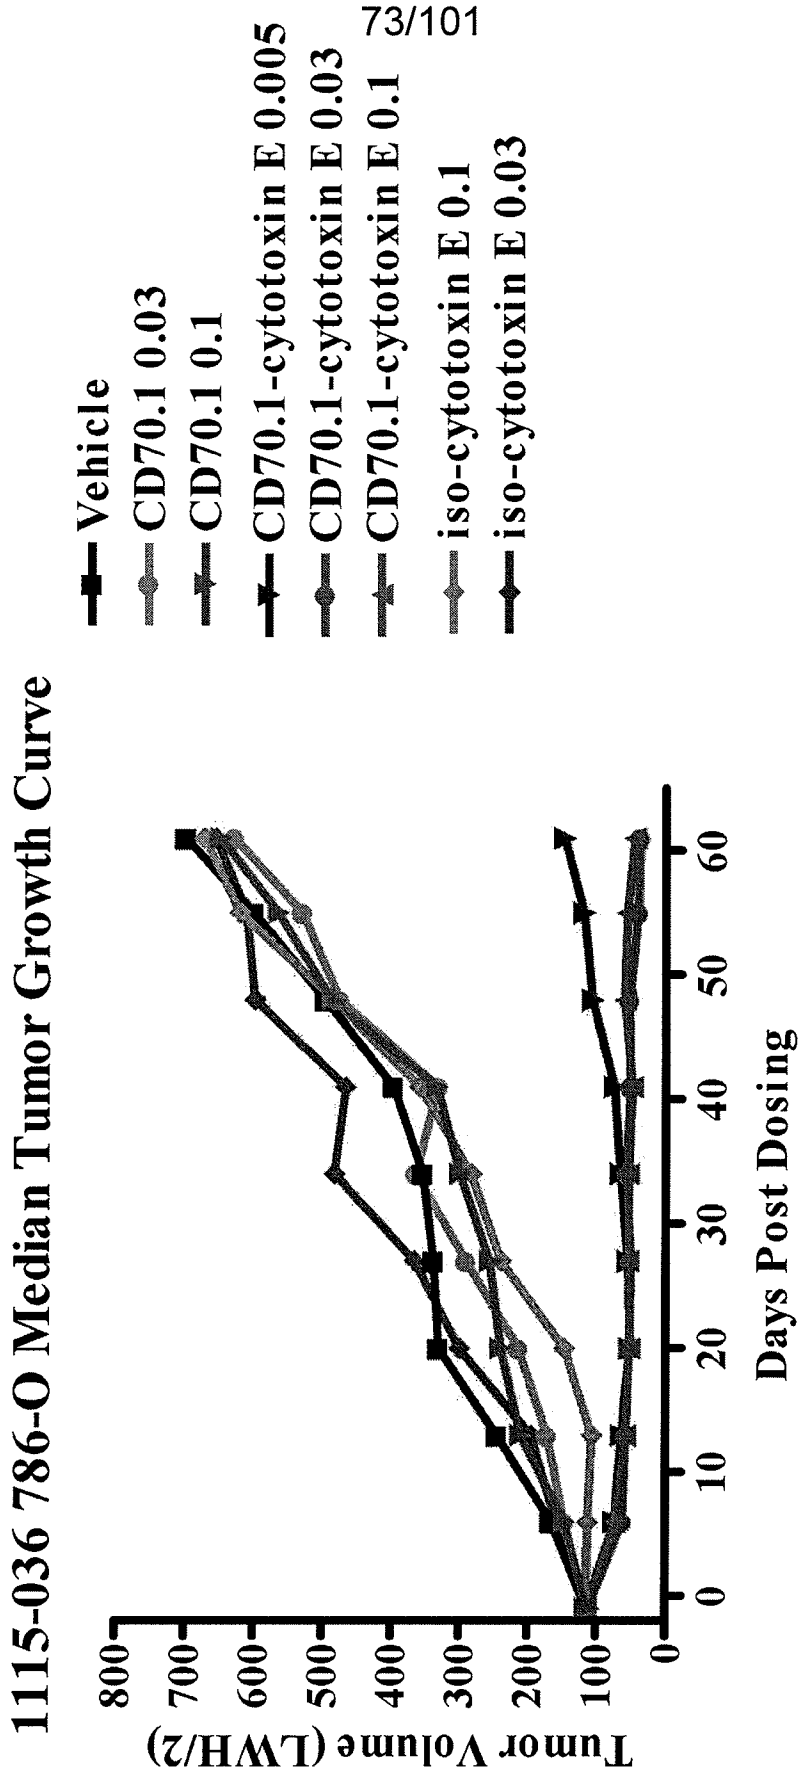 73/101
1115-036 786-O Median Tumor Growth Curve
Tumor Volume (LWH/2)
800
700
600
500
400
300
200
100
0
0 10 20 30 40 50 60
Days Post Dosing
Vehicle
CD70.1 0.03
CD70.1 0.1
CD70.1-cytotoxin E 0.005
CD70.1-cytotoxin E 0.03
CD70.1-cytotoxin E 0.1
iso-cytotoxin E 0.1
iso-cytotoxin E 0.03